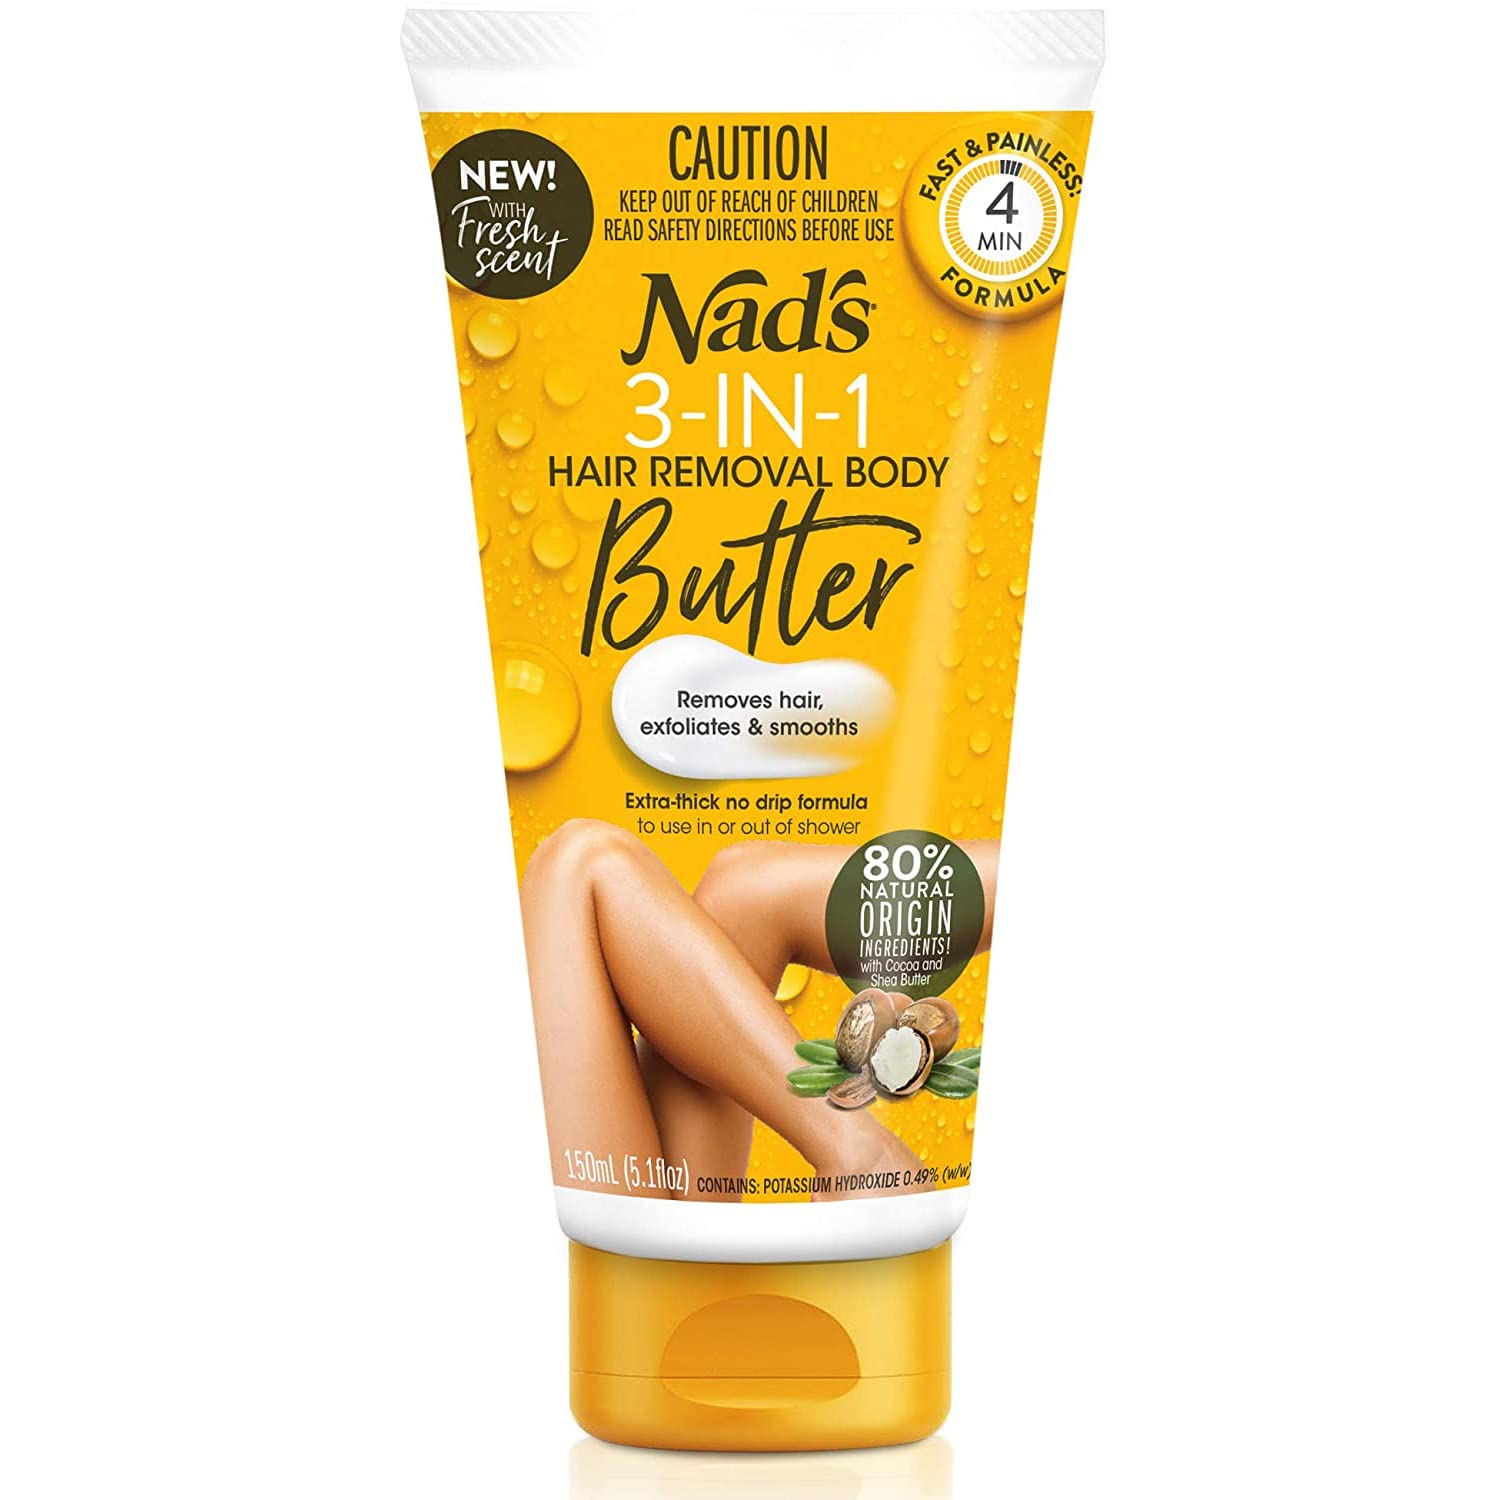 NEW!
WITH
Fresh
scent
CAUTION
KEEP OUT OF REACH OF CHILDREN
READ SAFETY DIRECTIONS BEFORE USE
FAST & PAINLESS!
4
MIN
FORMULA
Nad's®
3-IN-1
HAIR REMOVAL BODY
Butter
Removes hair,
exfoliates & smooths
Extra-thick no drip formula
to use in or out of shower
80%
NATURAL
ORIGIN
INGREDIENTS!
with Cocoa and
Shea Butter
150mL (5.1floz) CONTAINS: POTASSIUM HYDROXIDE 0.49% (w/w)